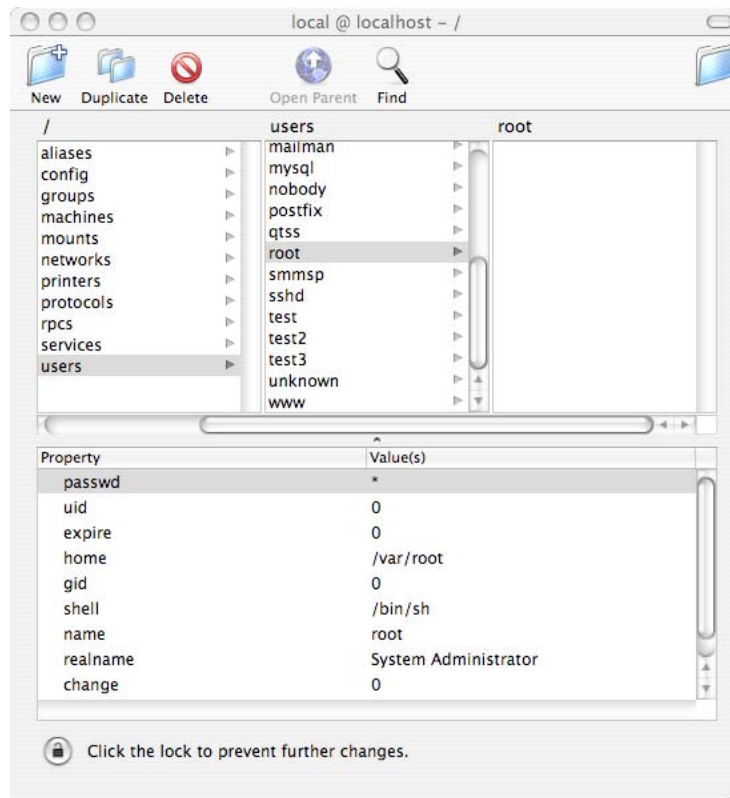 local @ localhost – /
New Duplicate Delete Open Parent Find
/ users root
aliases
config
groups
machines
mounts
networks
printers
protocols
rpcs
services
users
mailman
mysql
nobody
postfix
qtss
root
smmsp
sshd
test
test2
test3
unknown
www
Property Value(s)
passwd *
uid 0
expire 0
home /var/root
gid 0
shell /bin/sh
name root
realname System Administrator
change 0
Click the lock to prevent further changes.